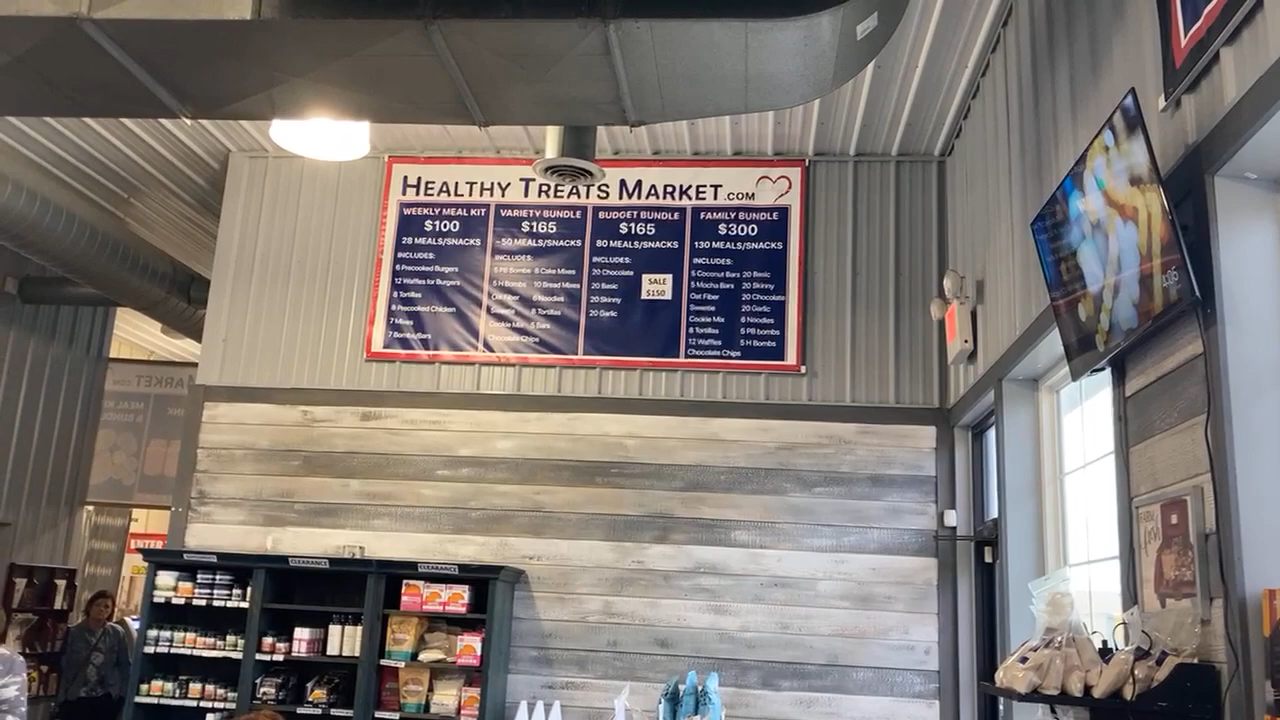 HEALTHY TREATS MARKET.COM
WEEKLY MEAL KIT
$100
28 MEALS/SNACKS
INCLUDES:
6 Precooked Burgers
12 Waffles for Burgers
8 Tortillas
8 Precooked Chicken
7 Mixes
7 Bombs/Bars
VARIETY BUNDLE
$165
~50 MEALS/SNACKS
INCLUDES:
5 PB Bombs 8 Cake Mixes
5 H Bombs 10 Bread Mixes
Oat Fiber 6 Noodles
Sweetie 8 Tortillas
Cookie Mix 5 Bars
Chocolate Chips
BUDGET BUNDLE
$165
80 MEALS/SNACKS
INCLUDES:
20 Chocolate
20 Basic
20 Skinny
20 Garlic
SALE
$150
FAMILY BUNDLE
$300
130 MEALS/SNACKS
INCLUDES:
5 Coconut Bars 20 Basic
5 Mocha Bars 20 Skinny
Oat Fiber 20 Chocolate
Sweetie 20 Garlic
Cookie Mix 6 Noodles
8 Tortillas 5 PB bombs
12 Waffles 5 H Bombs
Chocolate Chips
4:05
ENTER
CLEARANCE
CLEARANCE